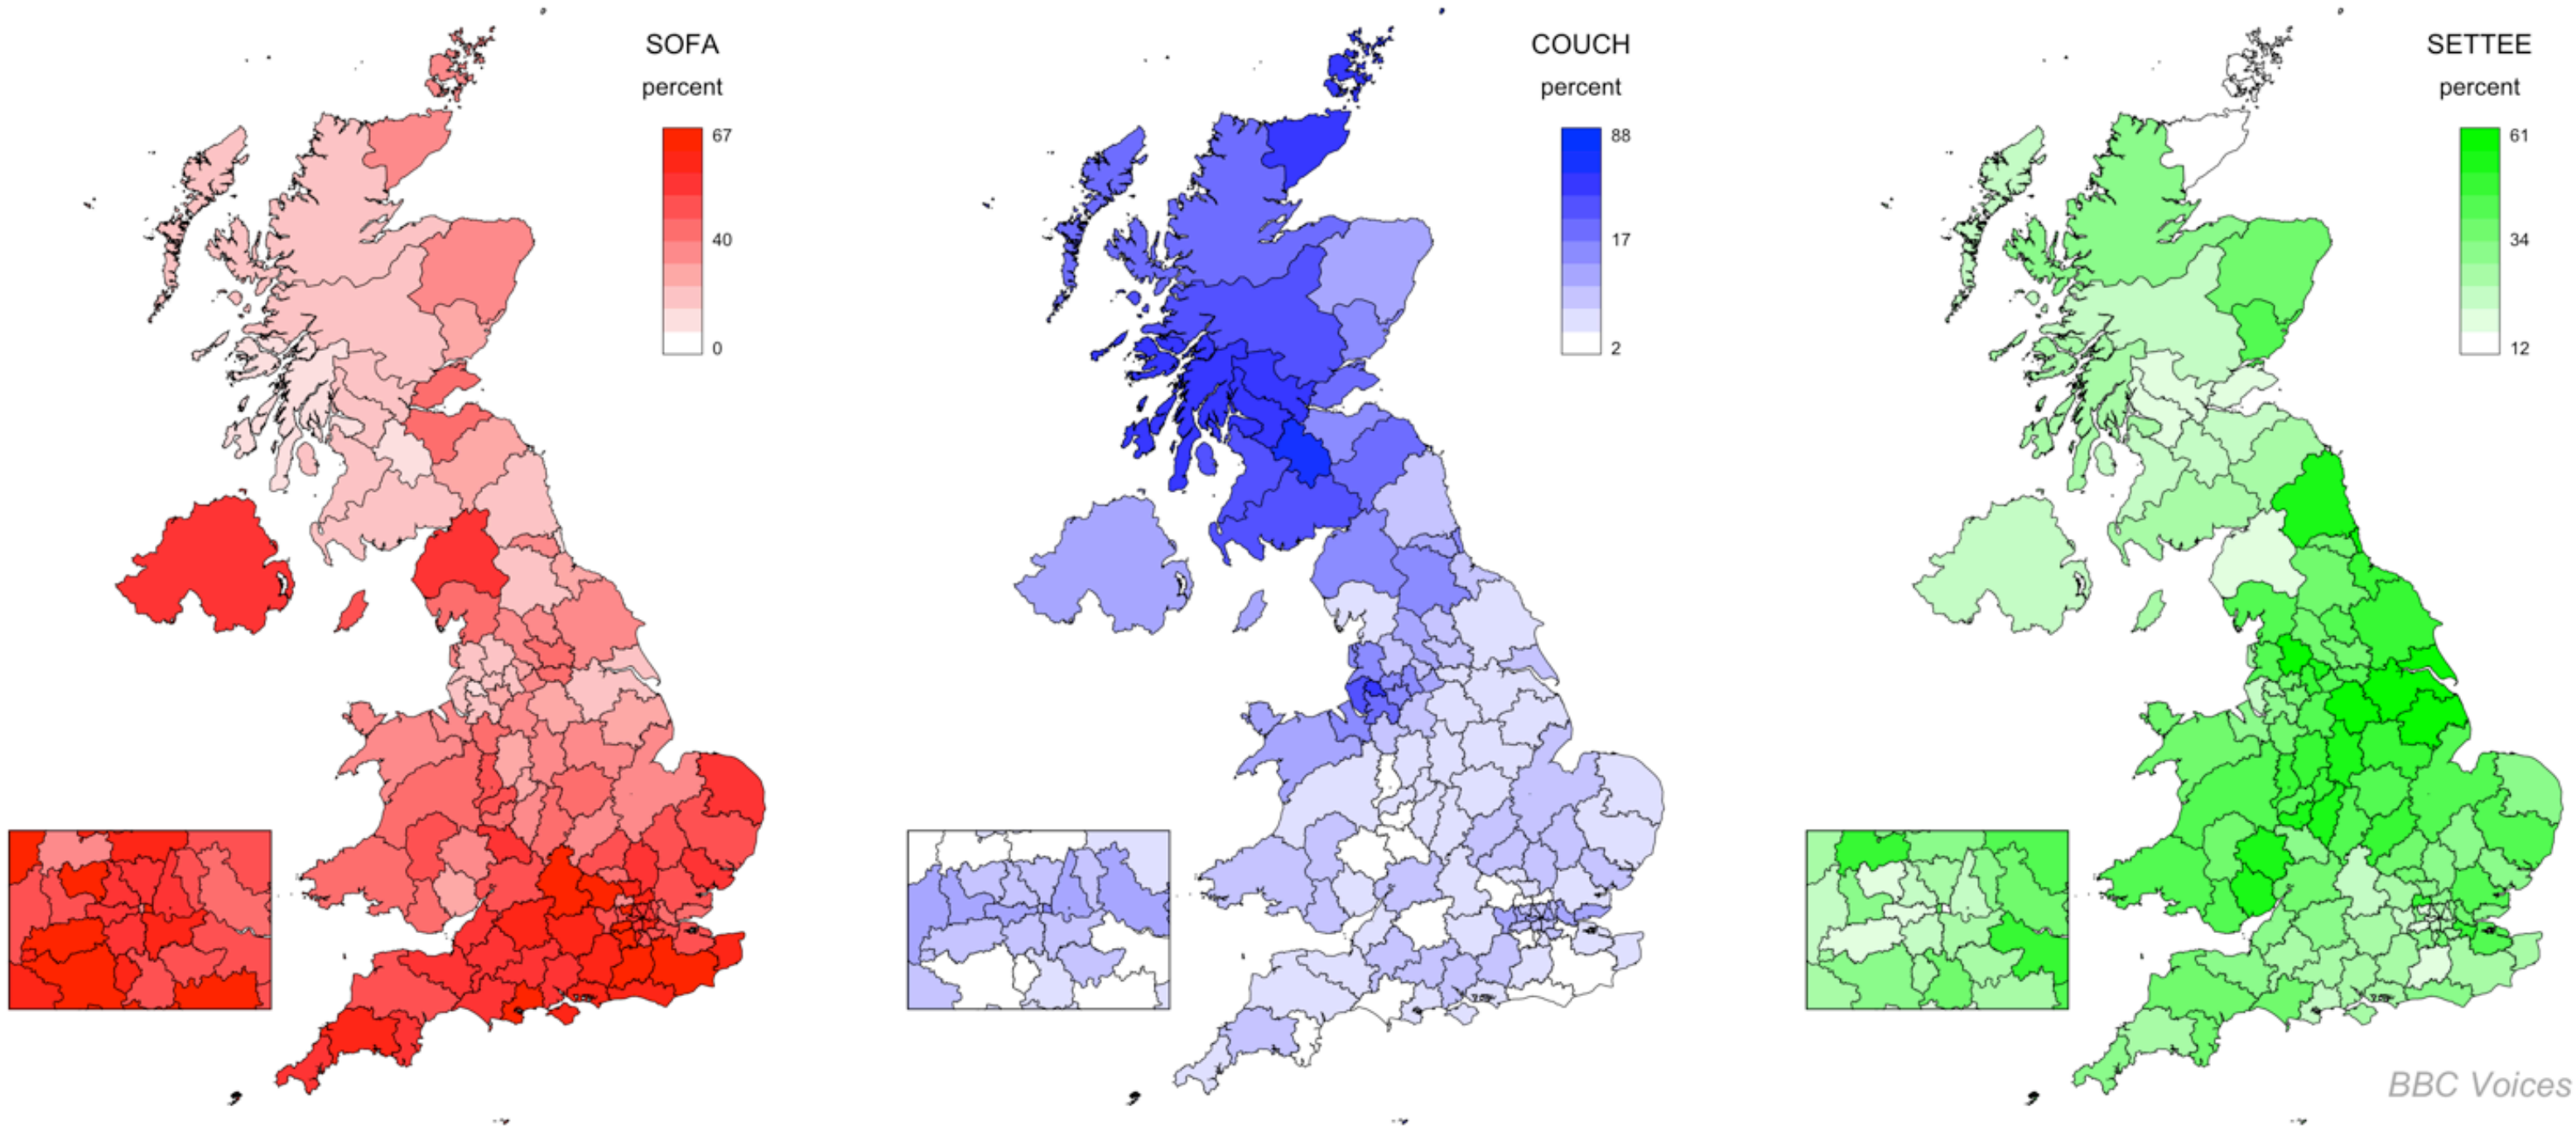 SOFA
percent
67
40
0
COUCH
percent
88
17
2
SETTEE
percent
61
34
12
BBC Voices